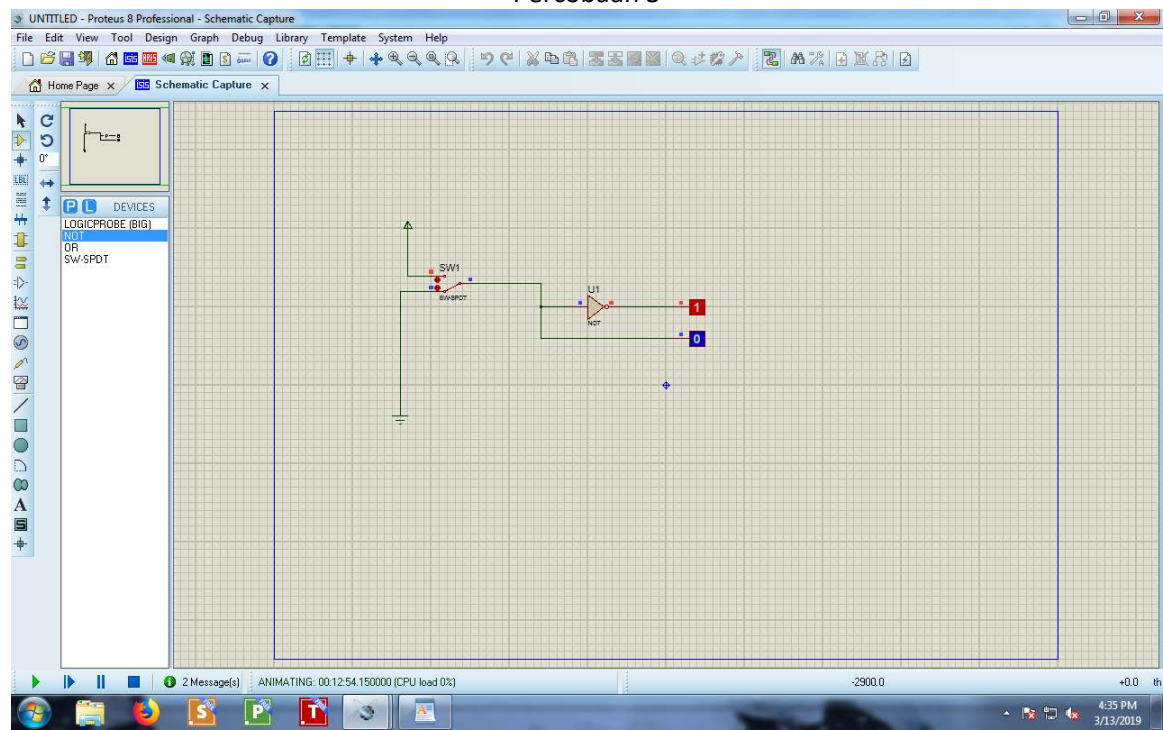 Percobaan 3
UNTITLED - Proteus 8 Professional - Schematic Capture
File Edit View Tool Design Graph Debug Library Template System Help
Home Page x Schematic Capture x
0°
LBL
P L DEVICES
LOGICPROBE (BIG)
NOT
OR
SW-SPDT
SW1
SW-SPDT
U1
NOT
1
0
A
S
2 Message(s) ANIMATING: 00:12:54.150000 (CPU load 0%) -2900.0 +0.0 th
S P T
4:35 PM
3/13/2019